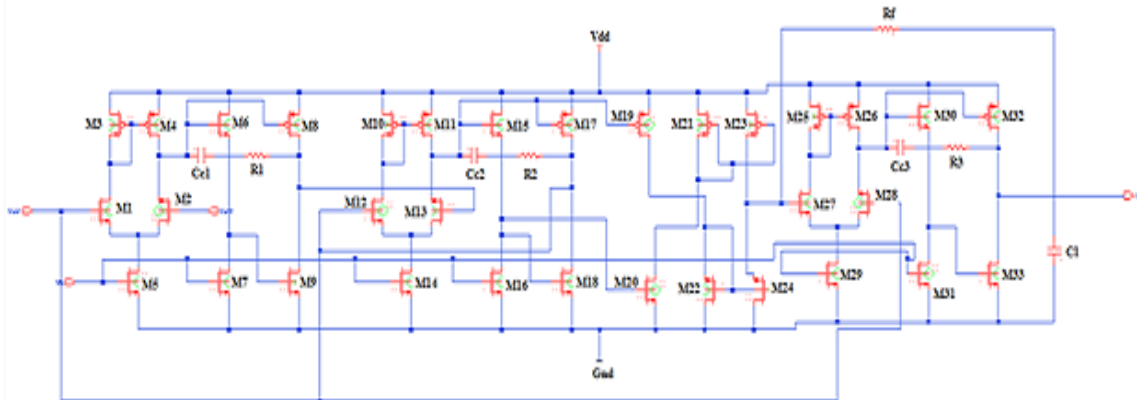 Rf
Vdd
M3 M4 M6 M8 M10 M11 M15 M17 M19 M21 M23 M25 M26 M30 M32
Cc1 R1 Cc2 R2 Cc3 R3
M1 M2 M12 M13 M27 M28
C1
M5 M7 M9 M14 M16 M18 M20 M22 M24 M29 M31 M33
Gnd